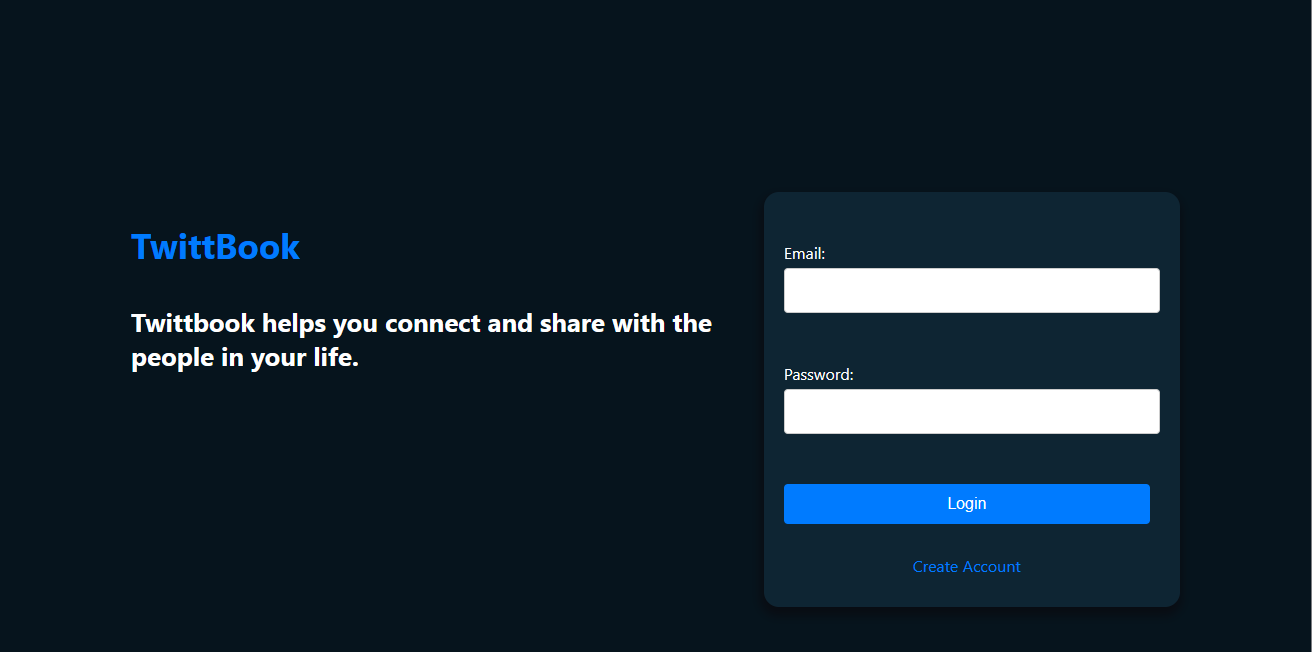 TwittBook
Twittbook helps you connect and share with the
people in your life.
Email:
Password:
Login
Create Account